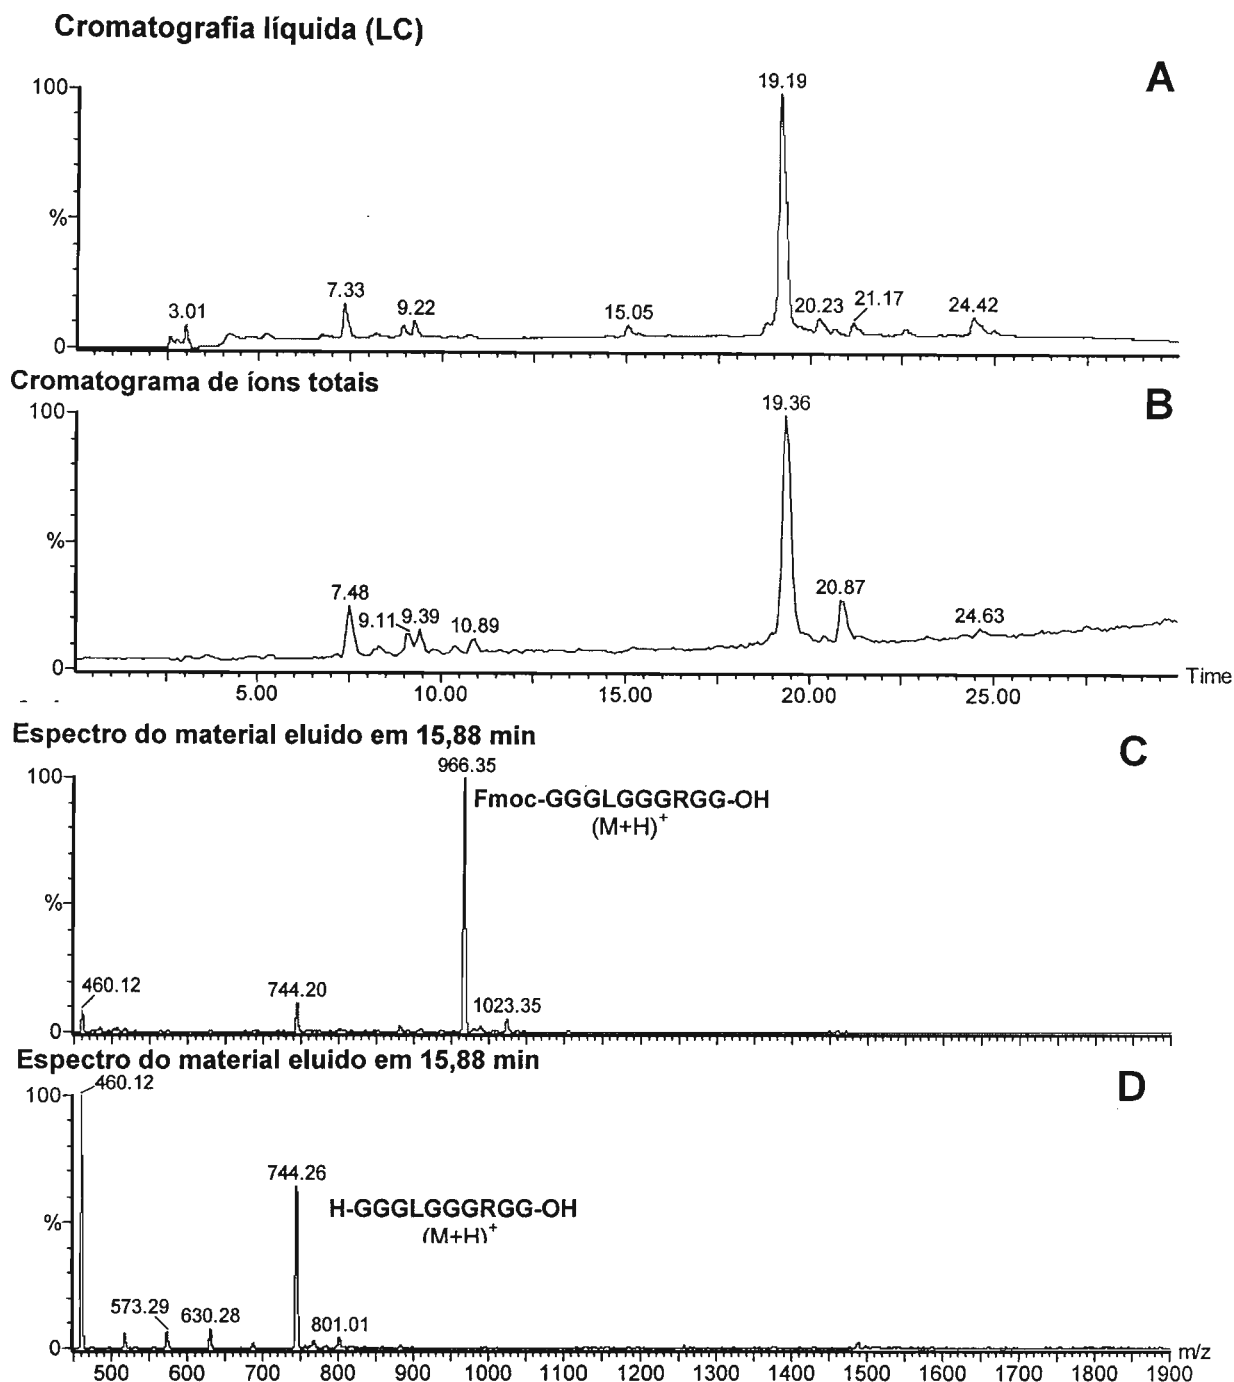 Cromatografia líquida (LC)
A
100
19.19
%
3.01
7.33
9.22
15.05
20.23
21.17
24.42
0
Cromatograma de íons totais
B
100
19.36
%
7.48
9.11
9.39
10.89
20.87
24.63
0
5.00 10.00 15.00 20.00 25.00 Time
Espectro do material eluido em 15,88 min
C
100
966.35
Fmoc-GGGLGGGRGG-OH
(M+H)+
%
460.12
744.20
1023.35
0
Espectro do material eluido em 15,88 min
D
100
460.12
744.26
H-GGGLGGGRGG-OH
(M+H)+
%
573.29
630.28
801.01
0
500 600 700 800 900 1000 1100 1200 1300 1400 1500 1600 1700 1800 1900 m/z